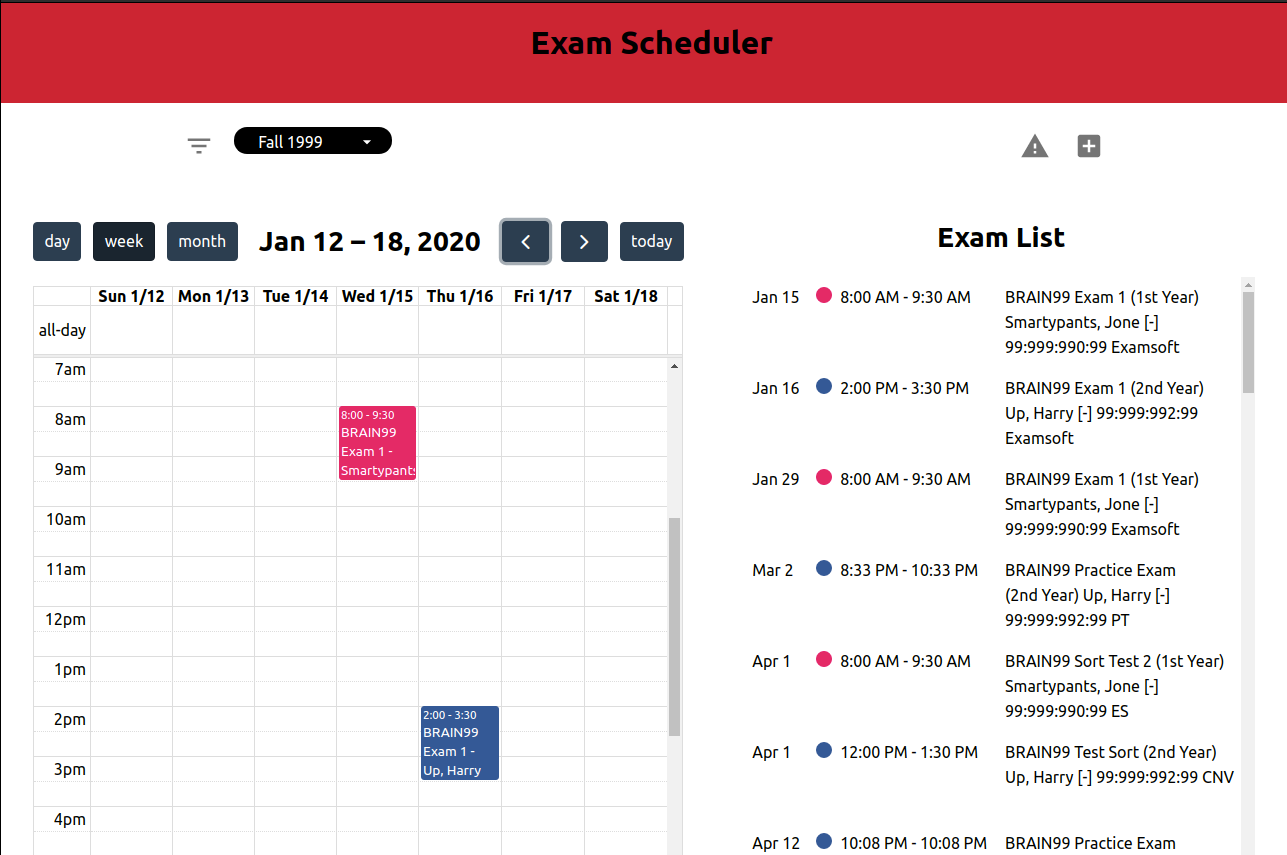 Exam Scheduler
Fall 1999
day week month Jan 12 – 18, 2020 today
Sun 1/12 Mon 1/13 Tue 1/14 Wed 1/15 Thu 1/16 Fri 1/17 Sat 1/18
all-day
7am
8am
9am
10am
11am
12pm
1pm
2pm
3pm
4pm
8:00 - 9:30
BRAIN99
Exam 1 -
Smartypants
2:00 - 3:30
BRAIN99
Exam 1 -
Up, Harry
Exam List
Jan 15 8:00 AM - 9:30 AM BRAIN99 Exam 1 (1st Year)
Smartypants, Jone [-]
99:999:990:99 Examsoft
Jan 16 2:00 PM - 3:30 PM BRAIN99 Exam 1 (2nd Year)
Up, Harry [-] 99:999:992:99
Examsoft
Jan 29 8:00 AM - 9:30 AM BRAIN99 Exam 1 (1st Year)
Smartypants, Jone [-]
99:999:990:99 Examsoft
Mar 2 8:33 PM - 10:33 PM BRAIN99 Practice Exam
(2nd Year) Up, Harry [-]
99:999:992:99 PT
Apr 1 8:00 AM - 9:30 AM BRAIN99 Sort Test 2 (1st Year)
Smartypants, Jone [-]
99:999:990:99 ES
Apr 1 12:00 PM - 1:30 PM BRAIN99 Test Sort (2nd Year)
Up, Harry [-] 99:999:992:99 CNV
Apr 12 10:08 PM - 10:08 PM BRAIN99 Practice Exam